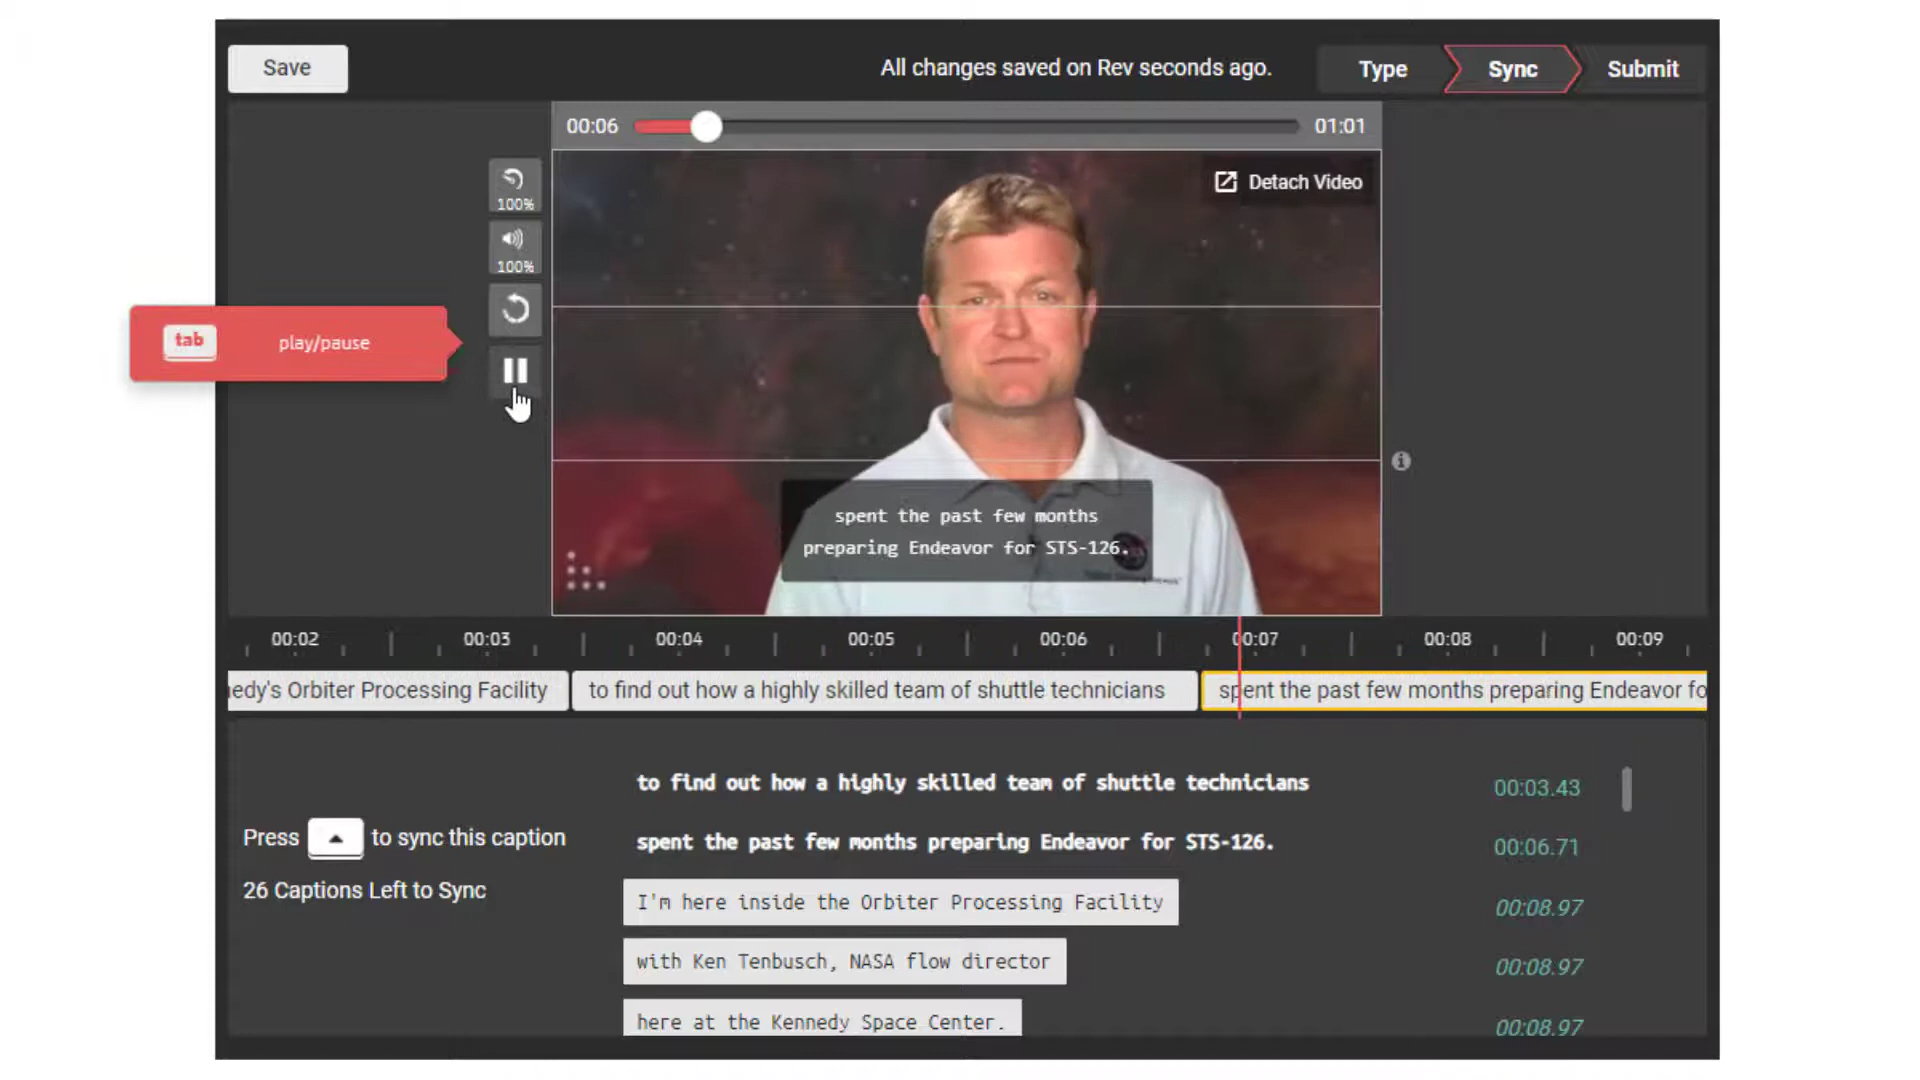 Save
All changes saved on Rev seconds ago.
Type
Sync
Submit
00:06
01:01
Detach Video
100%
100%
tab play/pause
spent the past few months
preparing Endeavor for STS-126.
00:02 00:03 00:04 00:05 00:06 00:07 00:08 00:09
edy's Orbiter Processing Facility
to find out how a highly skilled team of shuttle technicians
spent the past few months preparing Endeavor fo
to find out how a highly skilled team of shuttle technicians 00:03.43
Press to sync this caption
spent the past few months preparing Endeavor for STS-126. 00:06.71
26 Captions Left to Sync
I'm here inside the Orbiter Processing Facility 00:08.97
with Ken Tenbusch, NASA flow director 00:08.97
here at the Kennedy Space Center. 00:08.97